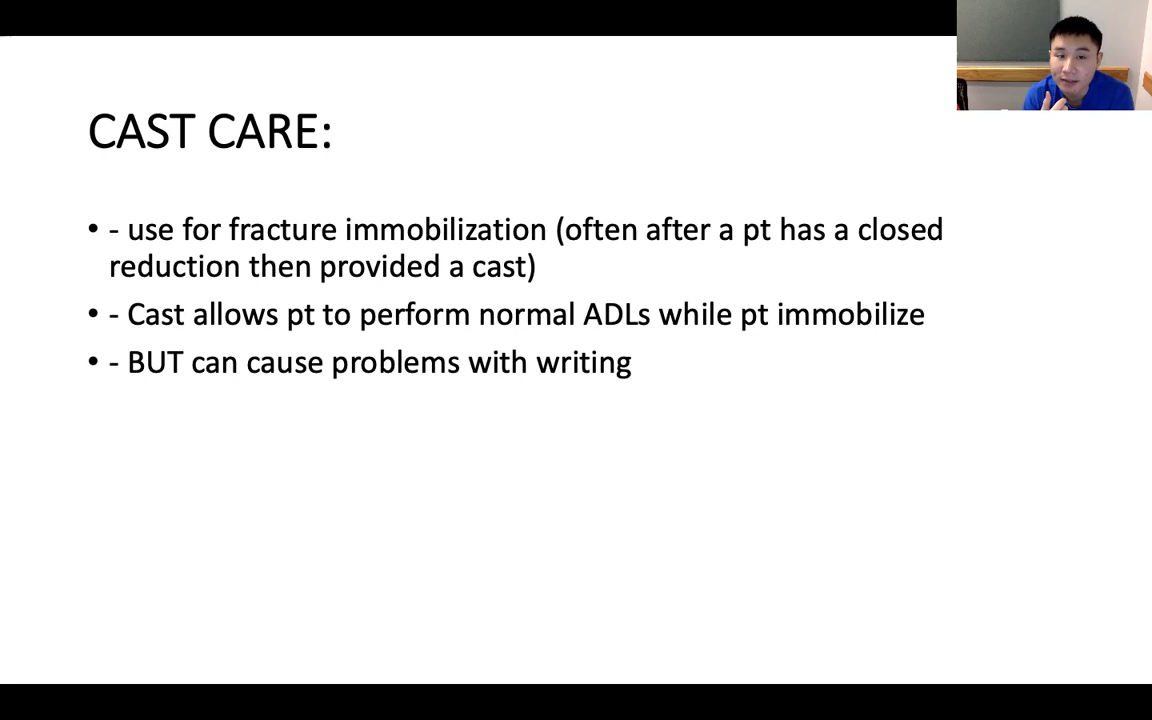 CAST CARE:
• - use for fracture immobilization (often after a pt has a closed
reduction then provided a cast)
• - Cast allows pt to perform normal ADLs while pt immobilize
• - BUT can cause problems with writing